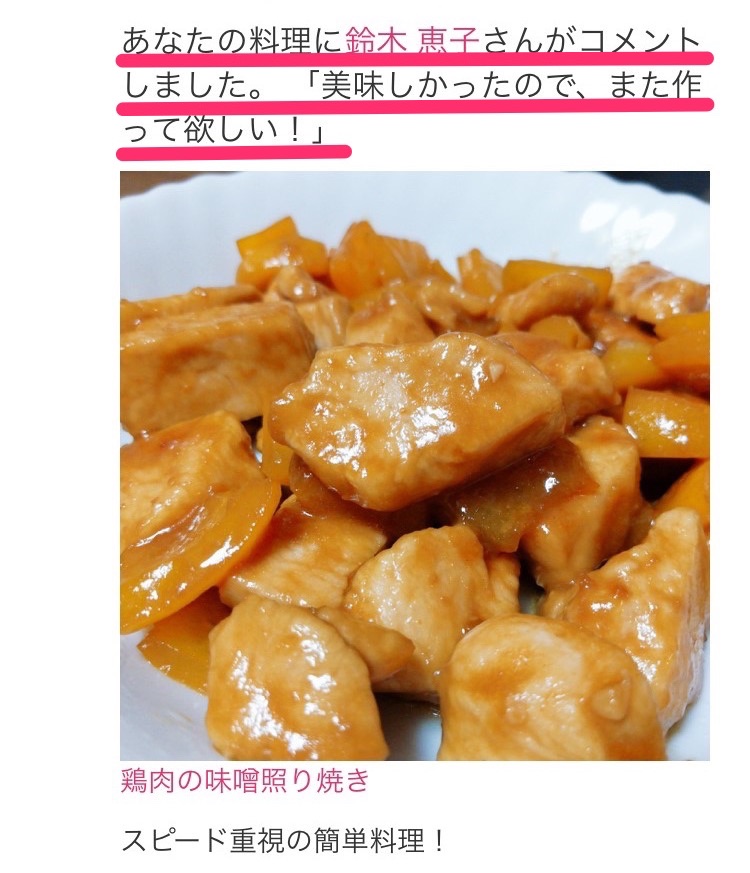 あなたの料理に鈴木 恵子さんがコメント
しました。 「美味しかったので、また作
って欲しい！」
鶏肉の味噌照り焼き
スピード重視の簡単料理！